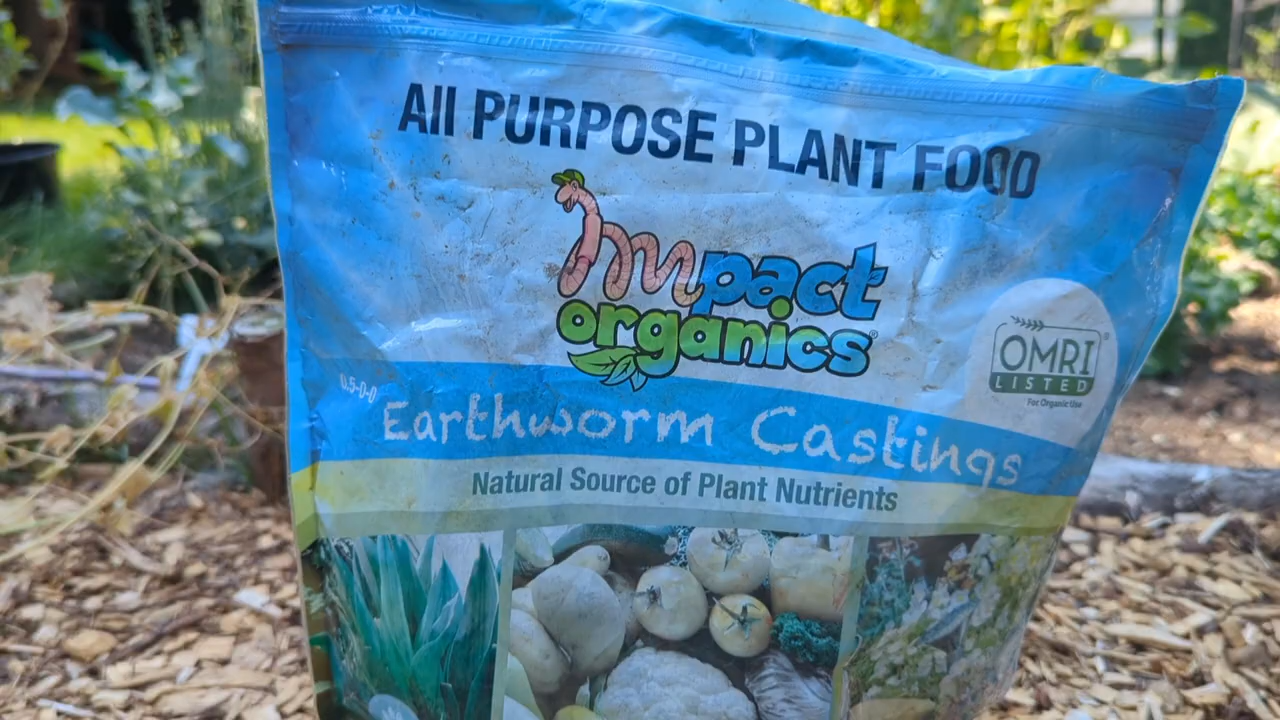 All PURPOSE PLANT FOOD
Impact
organics®
OMRI®
LISTED
For Organic Use
0.5-0-0
Earthworm Castings
Natural Source of Plant Nutrients